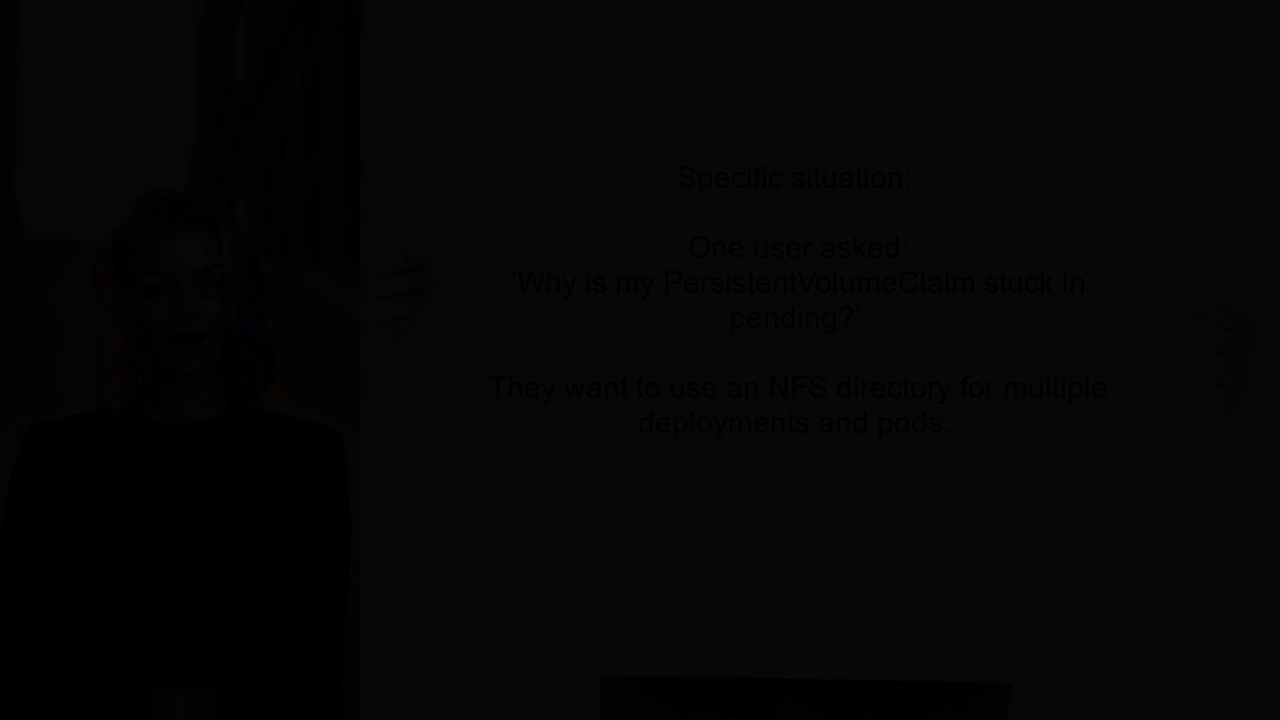 Specific situation:
One user asked:
'Why is my PersistentVolumeClaim stuck in
pending?'
They want to use an NFS directory for multiple
deployments and pods.